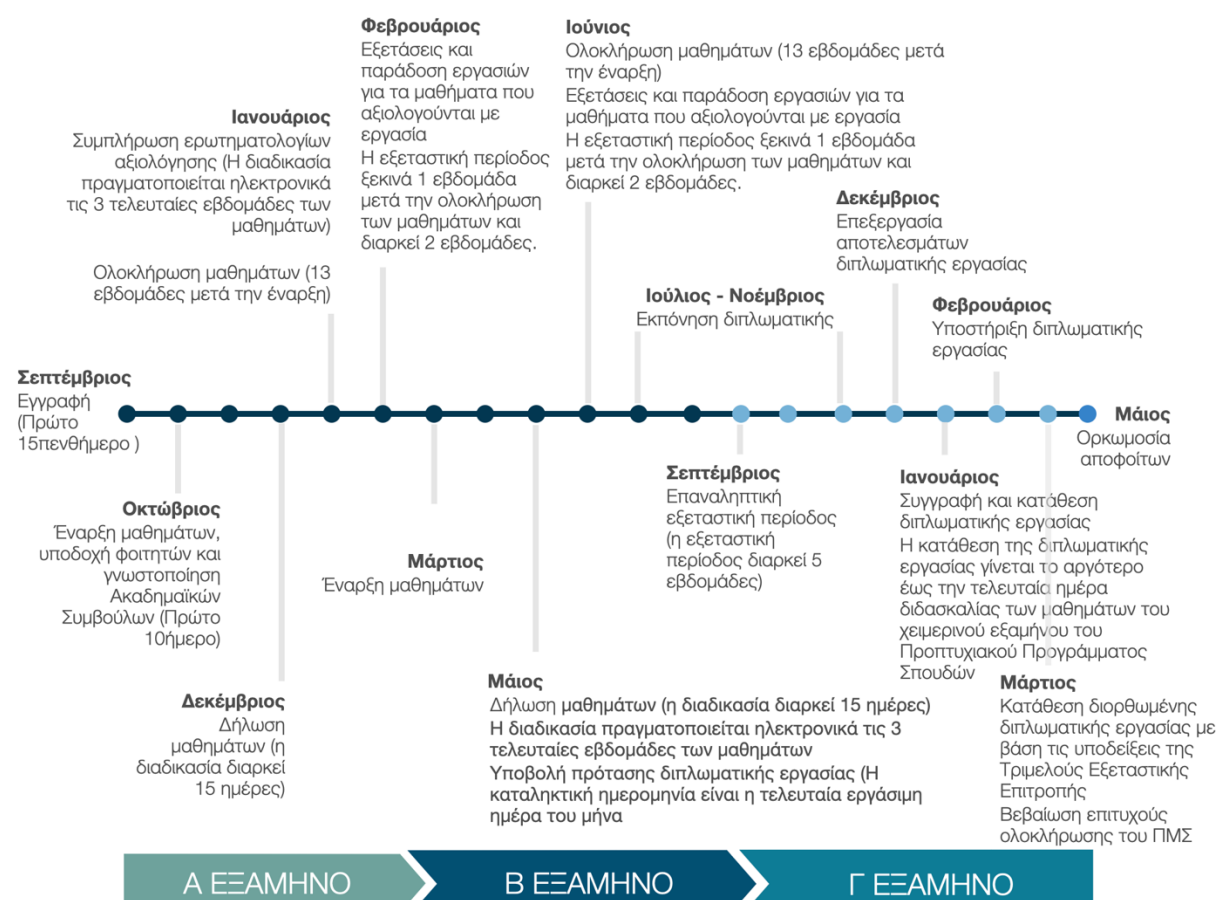 Φεβρουάριος
Εξετάσεις και
παράδοση εργασιών
για τα μαθήματα που
αξιολογούνται με
εργασία
Η εξεταστική περίοδος
ξεκινά 1 εβδομάδα
μετά την ολοκλήρωση
των μαθημάτων και
διαρκεί 2 εβδομάδες.
Ιούνιος
Ολοκλήρωση μαθημάτων (13 εβδομάδες μετά
την έναρξη)
Εξετάσεις και παράδοση εργασιών για τα
μαθήματα που αξιολογούνται με εργασία
Η εξεταστική περίοδος ξεκινά 1 εβδομάδα
μετά την ολοκλήρωση των μαθημάτων και
διαρκεί 2 εβδομάδες.
Ιανουάριος
Συμπλήρωση ερωτηματολογίων
αξιολόγησης (Η διαδικασία
πραγματοποιείται ηλεκτρονικά
τις 3 τελευταίες εβδομάδες των
μαθημάτων)
Ολοκλήρωση μαθημάτων (13
εβδομάδες μετά την έναρξη)
Δεκέμβριος
Επεξεργασία
αποτελεσμάτων
διπλωματικής εργασίας
Ιούλιος - Νοέμβριος
Εκπόνηση διπλωματικής
Φεβρουάριος
Υποστήριξη διπλωματικής
εργασίας
Σεπτέμβριος
Εγγραφή
(Πρώτο
15πενθήμερο )
Μάιος
Ορκωμοσία
αποφοίτων
Οκτώβριος
Έναρξη μαθημάτων,
υποδοχή φοιτητών και
γνωστοποίηση
Ακαδημαϊκών
Συμβούλων (Πρώτο
10ήμερο)
Μάρτιος
Έναρξη μαθημάτων
Σεπτέμβριος
Επαναληπτική
εξεταστική περίοδος
(η εξεταστική
περίοδος διαρκεί 5
εβδομάδες)
Ιανουάριος
Συγγραφή και κατάθεση
διπλωματικής εργασίας
Η κατάθεση της διπλωματικής
εργασίας γίνεται το αργότερο
έως την τελευταία ημέρα
διδασκαλίας των μαθημάτων του
χειμερινού εξαμήνου του
Προπτυχιακού Προγράμματος
Σπουδών
Δεκέμβριος
Δήλωση
μαθημάτων (η
διαδικασία διαρκεί
15 ημέρες)
Μάιος
Δήλωση μαθημάτων (η διαδικασία διαρκεί 15 ημέρες)
Η διαδικασία πραγματοποιείται ηλεκτρονικά τις 3
τελευταίες εβδομάδες των μαθημάτων
Υποβολή πρότασης διπλωματικής εργασίας (Η
καταληκτική ημερομηνία είναι η τελευταία εργάσιμη
ημέρα του μήνα
Μάρτιος
Κατάθεση διορθωμένης
διπλωματικής εργασίας με
βάση τις υποδείξεις της
Τριμελούς Εξεταστικής
Επιτροπής
Βεβαίωση επιτυχούς
ολοκλήρωσης του ΠΜΣ
Α ΕΞΑΜΗΝΟ
Β ΕΞΑΜΗΝΟ
Γ ΕΞΑΜΗΝΟ